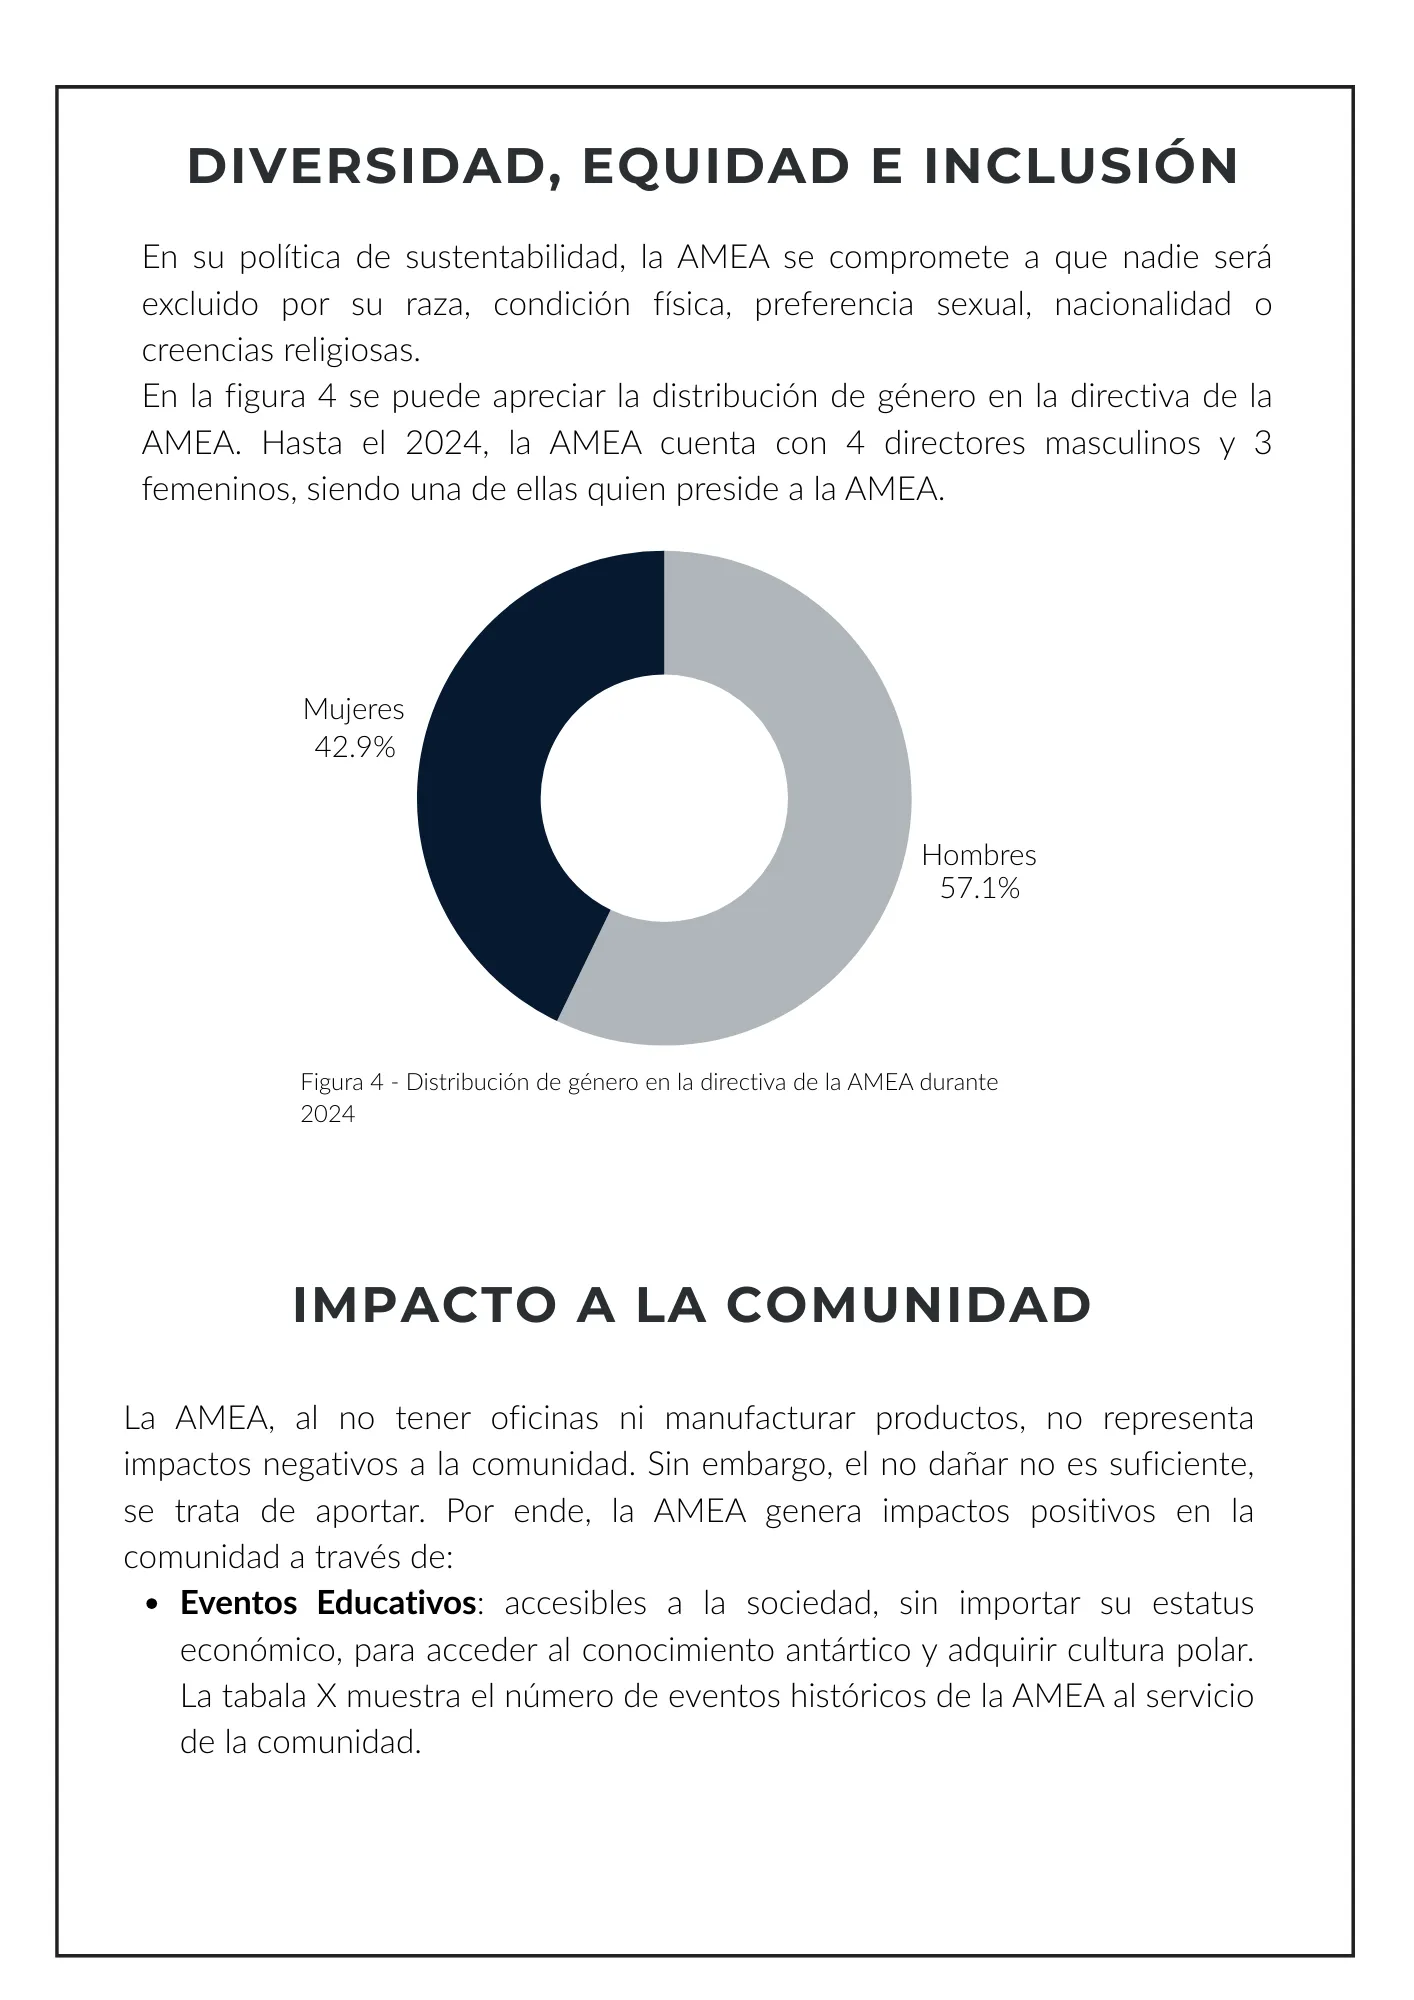 DIVERSIDAD, EQUIDAD E INCLUSIÓN
En su política de sustentabilidad, la AMEA se compromete a que nadie será
excluido por su raza, condición física, preferencia sexual, nacionalidad o
creencias religiosas.
En la figura 4 se puede apreciar la distribución de género en la directiva de la
AMEA. Hasta el 2024, la AMEA cuenta con 4 directores masculinos y 3
femeninos, siendo una de ellas quien preside a la AMEA.
Mujeres
42.9%
Hombres
57.1%
Figura 4 - Distribución de género en la directiva de la AMEA durante
2024
IMPACTO A LA COMUNIDAD
La AMEA, al no tener oficinas ni manufacturar productos, no representa
impactos negativos a la comunidad. Sin embargo, el no dañar no es suficiente,
se trata de aportar. Por ende, la AMEA genera impactos positivos en la
comunidad a través de:
• Eventos Educativos: accesibles a la sociedad, sin importar su estatus
económico, para acceder al conocimiento antártico y adquirir cultura polar.
La tabala X muestra el número de eventos históricos de la AMEA al servicio
de la comunidad.